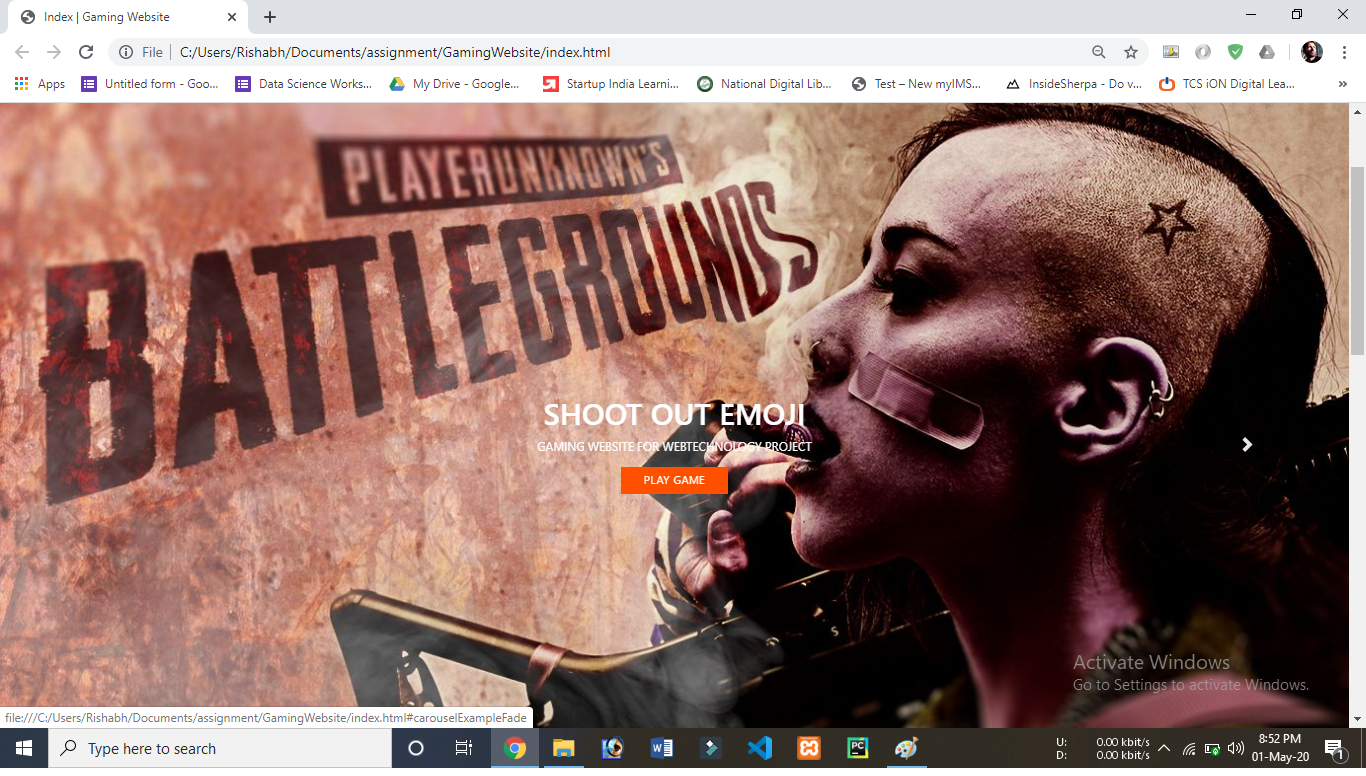 Index | Gaming Website
File
C:/Users/Rishabh/Documents/assignment/GamingWebsite/index.html
Apps
Untitled form - Goo...
Data Science Works...
My Drive - Google...
Startup India Learni...
National Digital Lib...
Test – New myIMS...
InsideSherpa - Do v...
TCS iON Digital Lea...
»
PLAYERUNKNOWN'S
BATTLEGROUNDS
SHOOT OUT EMOJI
GAMING WEBSITE FOR WEBTECHNOLOGY PROJECT
PLAY GAME
Activate Windows
Go to Settings to activate Windows.
file:///C:/Users/Rishabh/Documents/assignment/GamingWebsite/index.html#carouselExampleFade
Type here to search
U: 0.00 kbit/s
D: 0.00 kbit/s
8:52 PM
01-May-20
1